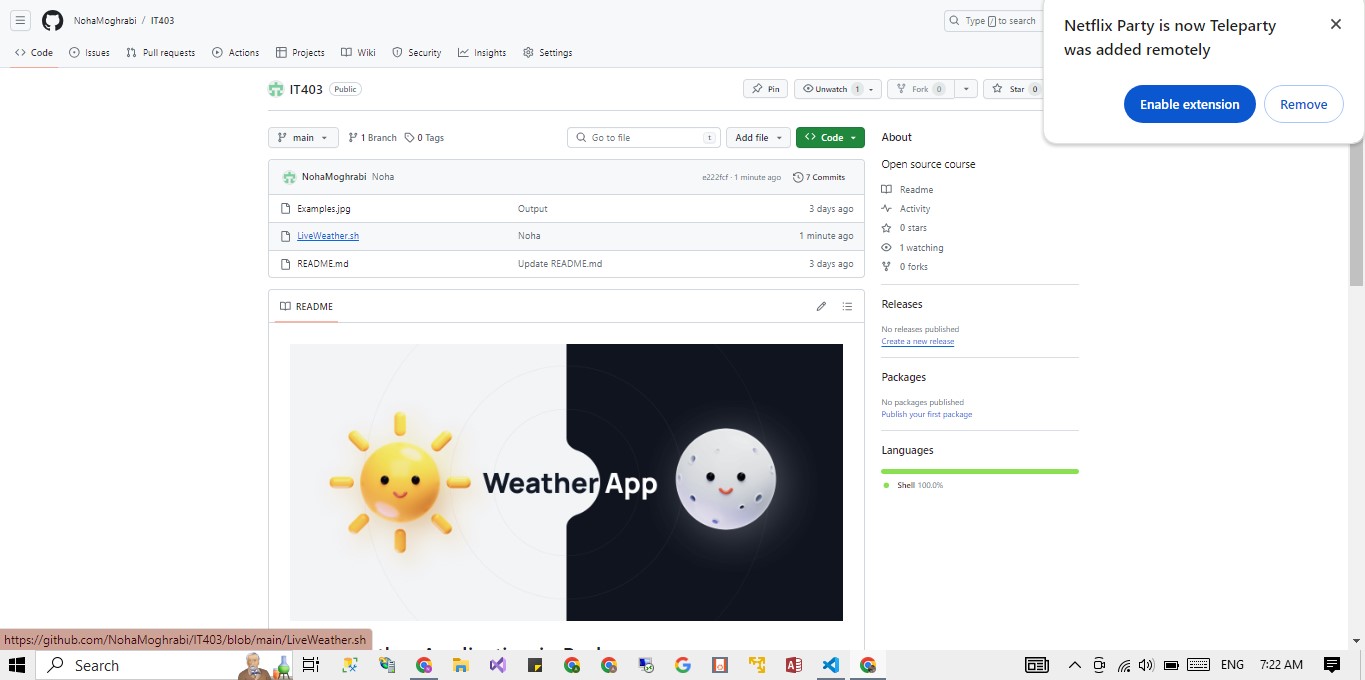 NohaMoghrabi / IT403
Type / to search
Netflix Party is now Teleparty
was added remotely
Enable extension
Remove
Code
Issues
Pull requests
Actions
Projects
Wiki
Security
Insights
Settings
IT403
Public
Pin
Unwatch 1
Fork 0
Star 0
main
1 Branch
0 Tags
Go to file
t
Add file
Code
NohaMoghrabi Noha
e222fcf · 1 minute ago
7 Commits
Examples.jpg
Output
3 days ago
LiveWeather.sh
Noha
1 minute ago
README.md
Update README.md
3 days ago
README
Weather App
About
Open source course
Readme
Activity
0 stars
1 watching
0 forks
Releases
No releases published
Create a new release
Packages
No packages published
Publish your first package
Languages
Shell 100.0%
https://github.com/NohaMoghrabi/IT403/blob/main/LiveWeather.sh
Search
ENG
7:22 AM